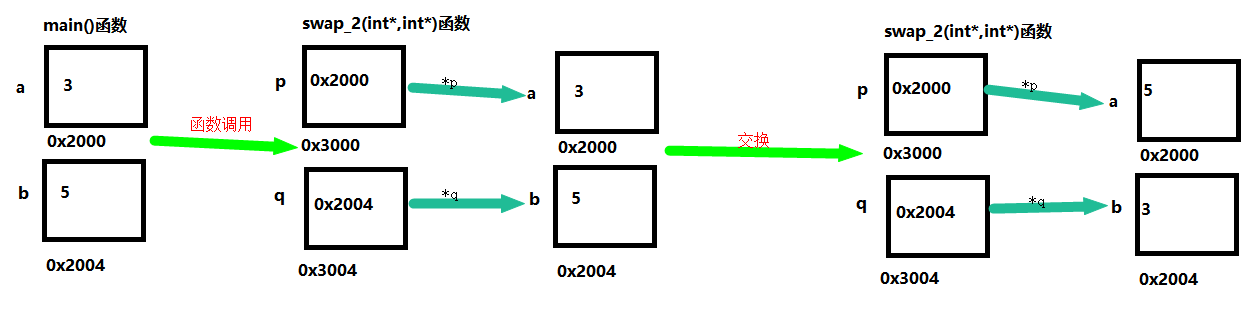 main()函数
a
3
0x2000
b
5
0x2004
函数调用
swap_2(int*,int*)函数
p
0x2000
0x3000
*p
a
3
0x2000
q
0x2004
0x3004
*q
b
5
0x2004
交换
swap_2(int*,int*)函数
p
0x2000
0x3000
*p
a
5
0x2000
q
0x2004
0x3004
*q
b
3
0x2004